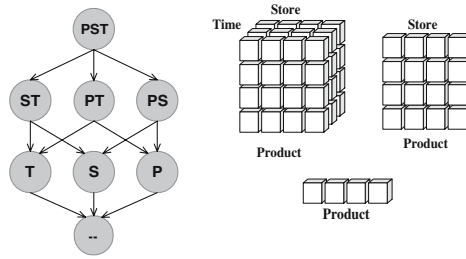 PST
ST PT PS
T S P
--
Store
Time
Product
Store
Product
Product